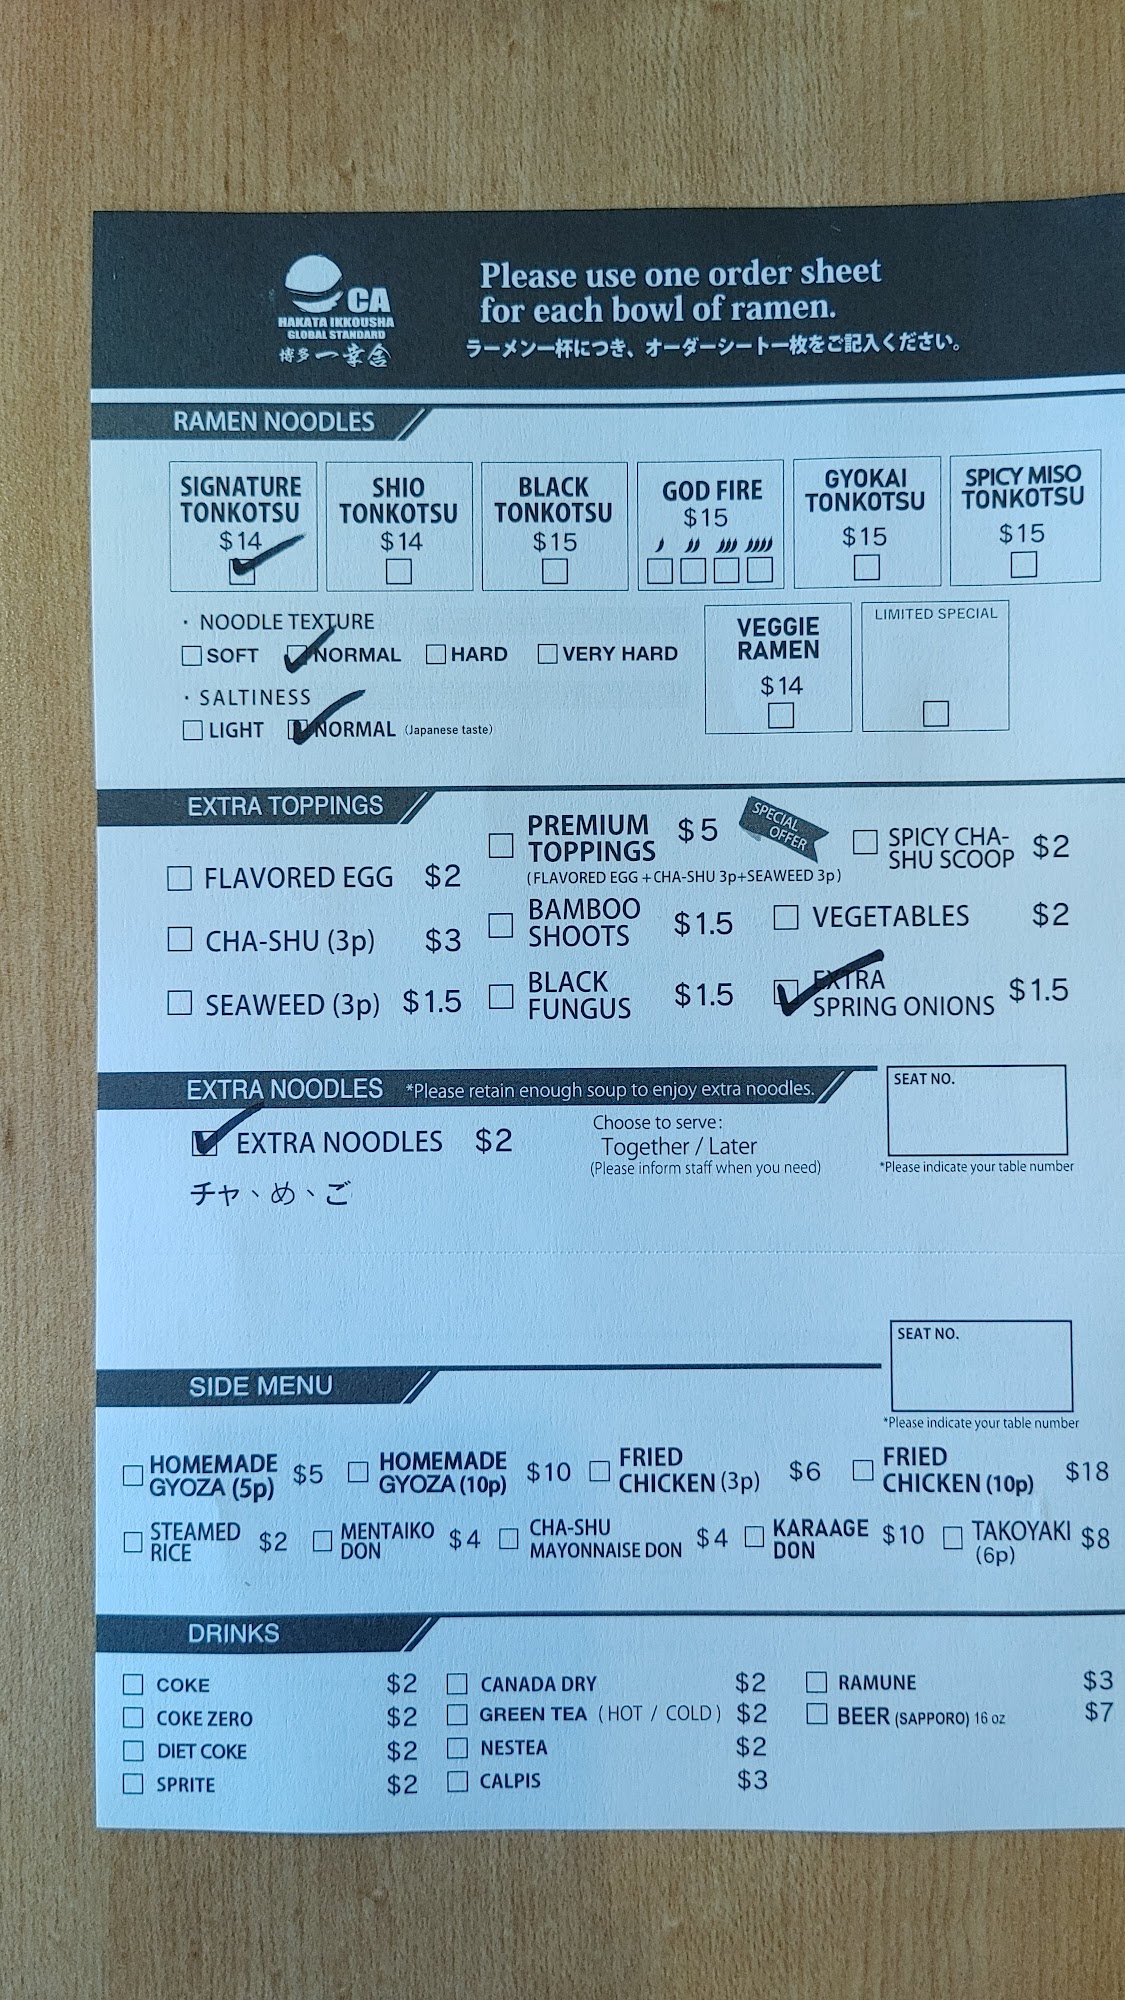 CA
HAKATA IKKOUSHA
GLOBAL STANDARD
博多 一幸舎
Please use one order sheet
for each bowl of ramen.
ラーメン一杯につき、オーダーシート一枚をご記入ください。
RAMEN NOODLES
SIGNATURE
TONKOTSU
$14
SHIO
TONKOTSU
$14
BLACK
TONKOTSU
$15
GOD FIRE
$15
GYOKAI
TONKOTSU
$15
SPICY MISO
TONKOTSU
$15
・NOODLE TEXTURE
SOFT NORMAL HARD VERY HARD
・SALTINESS
LIGHT NORMAL (Japanese taste)
VEGGIE
RAMEN
$14
LIMITED SPECIAL
EXTRA TOPPINGS
FLAVORED EGG $2
PREMIUM
TOPPINGS $5
SPECIAL
OFFER
(FLAVORED EGG+CHA-SHU 3p+SEAWEED 3p)
SPICY CHA-
SHU SCOOP $2
CHA-SHU (3p) $3
BAMBOO
SHOOTS $1.5
VEGETABLES $2
SEAWEED (3p) $1.5
BLACK
FUNGUS $1.5
EXTRA
SPRING ONIONS $1.5
EXTRA NOODLES *Please retain enough soup to enjoy extra noodles.
SEAT NO.
*Please indicate your table number
EXTRA NOODLES $2
Choose to serve:
Together / Later
(Please inform staff when you need)
チャ、め、ご
SEAT NO.
*Please indicate your table number
SIDE MENU
HOMEMADE
GYOZA (5p) $5
HOMEMADE
GYOZA (10p) $10
FRIED
CHICKEN (3p) $6
FRIED
CHICKEN (10p) $18
STEAMED
RICE $2
MENTAIKO
DON $4
CHA-SHU
MAYONNAISE DON $4
KARAAGE
DON $10
TAKOYAKI
(6p) $8
DRINKS
COKE $2
COKE ZERO $2
DIET COKE $2
SPRITE $2
CANADA DRY $2
GREEN TEA (HOT / COLD) $2
NESTEA $2
CALPIS $3
RAMUNE $3
BEER (SAPPORO) 16 oz $7